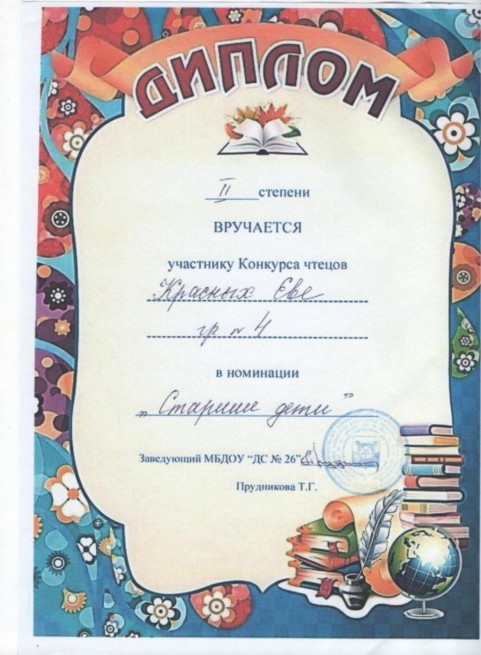 ДИПЛОМ
II степени
ВРУЧАЕТСЯ
участнику Конкурса чтецов
Красных Еве
гр. № 4
в номинации
„Старшие дети”
Заведующий МБДОУ “ДС № 26”
Прудникова Т.Г.